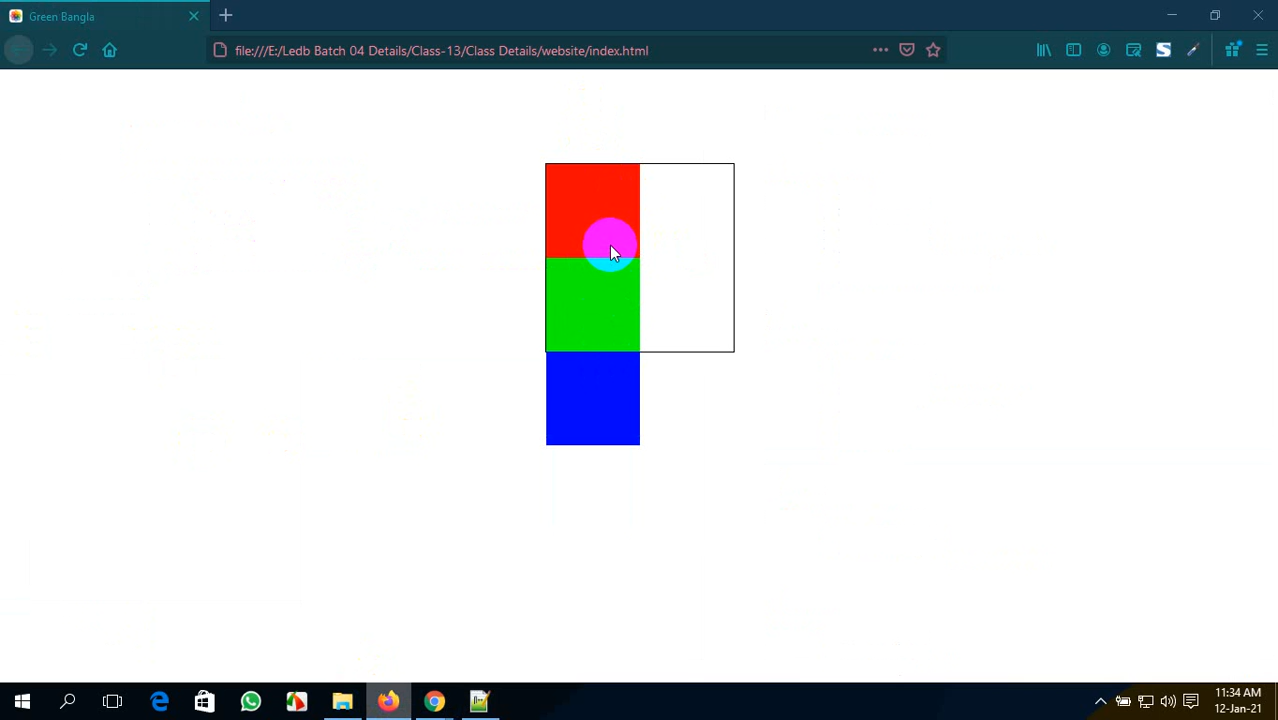 Green Bangla
file:///E:/Ledb Batch 04 Details/Class-13/Class Details/website/index.html
11:34 AM
12-Jan-21